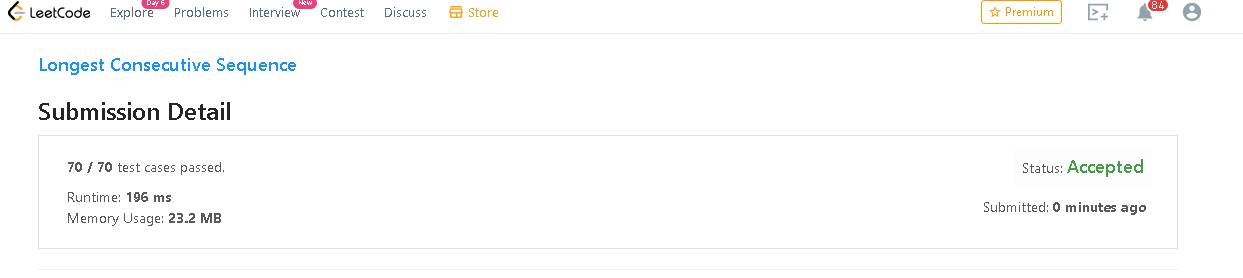 LeetCode Explore Day 6 Problems Interview New Contest Discuss Store Premium 84
Longest Consecutive Sequence
Submission Detail
70 / 70 test cases passed.
Status: Accepted
Runtime: 196 ms
Submitted: 0 minutes ago
Memory Usage: 23.2 MB